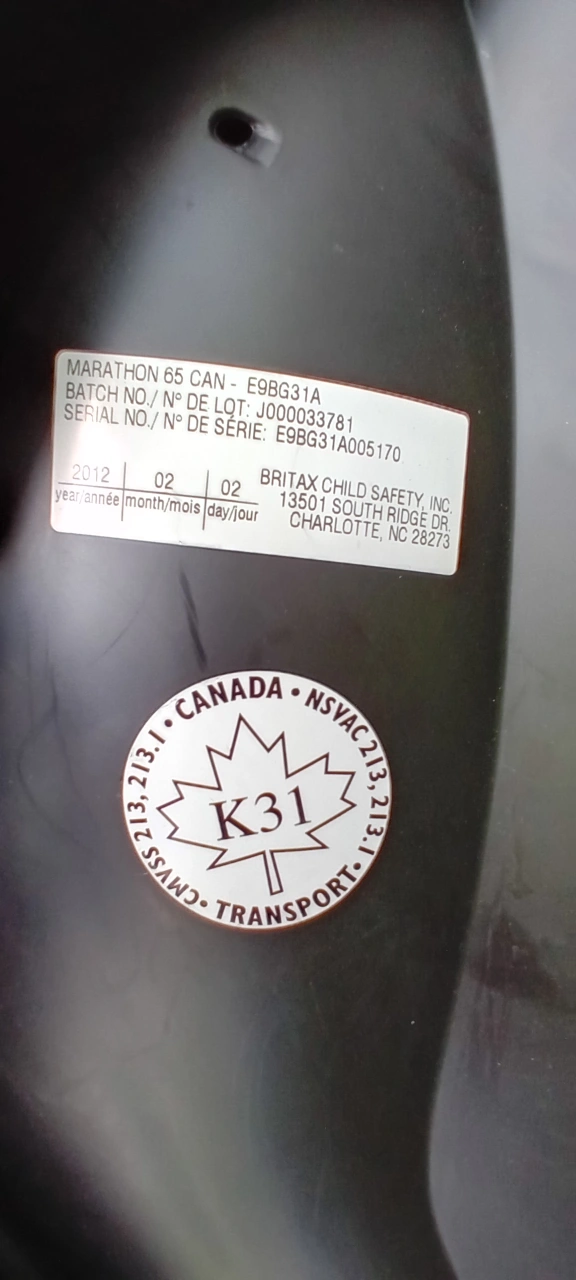 MARATHON 65 CAN - E9BG31A
BATCH NO./ N° DE LOT: J000033781
SERIAL NO./ N° DE SÉRIE: E9BG31A005170
2012 02 02
year/année month/mois day/jour
BRITAX CHILD SAFETY, INC.
13501 SOUTH RIDGE DR.
CHARLOTTE, NC 28273
• CANADA •
NSVAC 213, 213.1
K31
CMVSS 213, 213.1
• TRANSPORT •